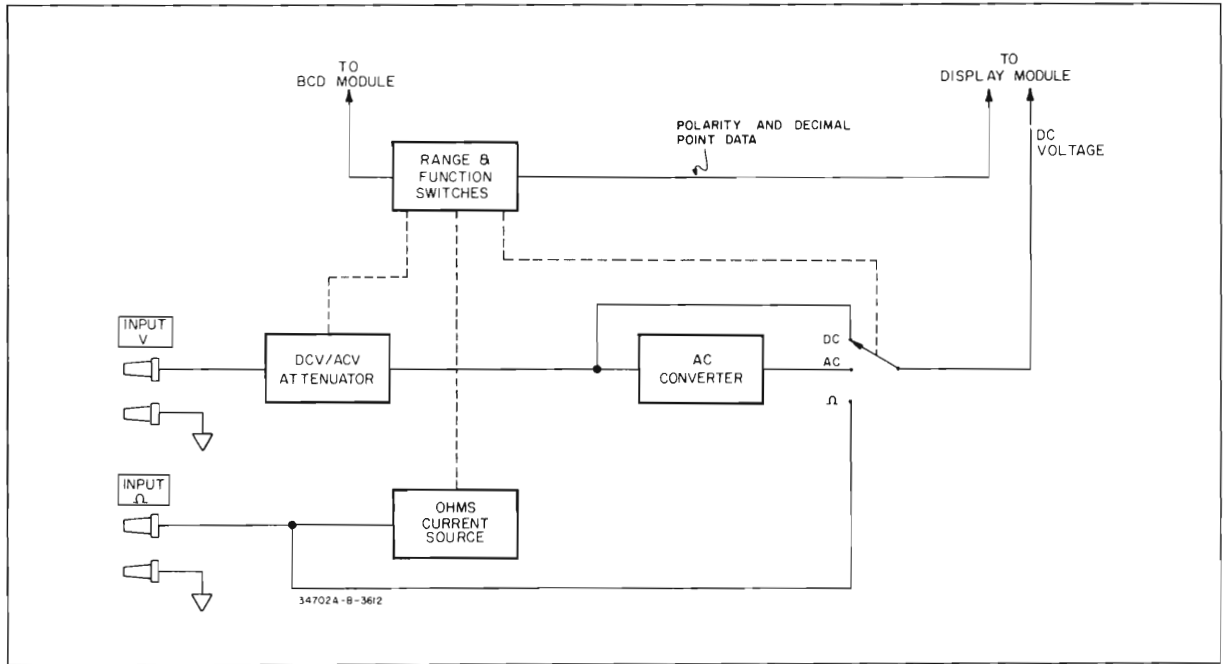 TO
BCD MODULE
TO
DISPLAY MODULE
POLARITY AND DECIMAL
POINT DATA
DC
VOLTAGE
RANGE &
FUNCTION
SWITCHES
INPUT
V
DCV/ACV
ATTENUATOR
AC
CONVERTER
DC
AC
Ω
INPUT
Ω
OHMS
CURRENT
SOURCE
34702A-B-3612